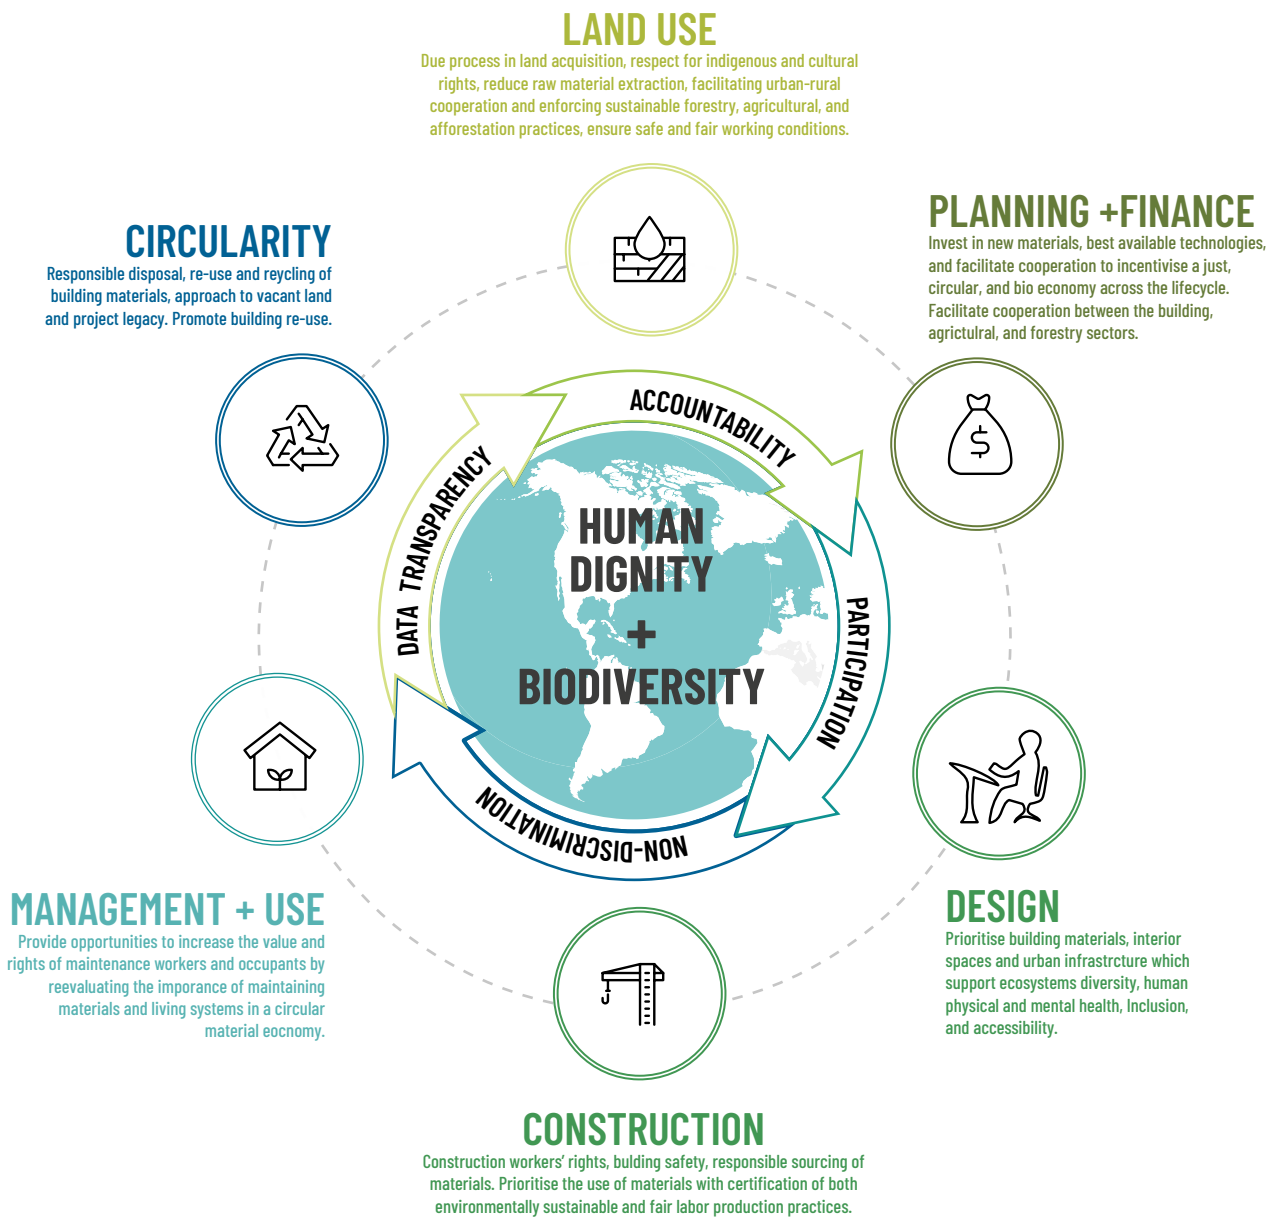 LAND USE
Due process in land acquisition, respect for indigenous and cultural
rights, reduce raw material extraction, facilitating urban-rural
cooperation and enforcing sustainable forestry, agricultural, and
afforestation practices, ensure safe and fair working conditions.
PLANNING +FINANCE
Invest in new materials, best available technologies,
and facilitate cooperation to incentivise a just,
circular, and bio economy across the lifecycle.
Facilitate cooperation between the building,
agrictulral, and forestry sectors.
CIRCULARITY
Responsible disposal, re-use and reycling of
building materials, approach to vacant land
and project legacy. Promote building re-use.
$
ACCOUNTABILITY
DATA TRANSPARENCY
HUMAN
DIGNITY
+
BIODIVERSITY
PARTICIPATION
NON-DISCRIMINATION
MANAGEMENT + USE
Provide opportunities to increase the value and
rights of maintenance workers and occupants by
reevaluating the imporance of maintaining
materials and living systems in a circular
material eocnomy.
DESIGN
Prioritise building materials, interior
spaces and urban infrastrcture which
support ecosystems diversity, human
physical and mental health, Inclusion,
and accessibility.
CONSTRUCTION
Construction workers' rights, bulding safety, responsible sourcing of
materials. Prioritise the use of materials with certification of both
environmentally sustainable and fair labor production practices.